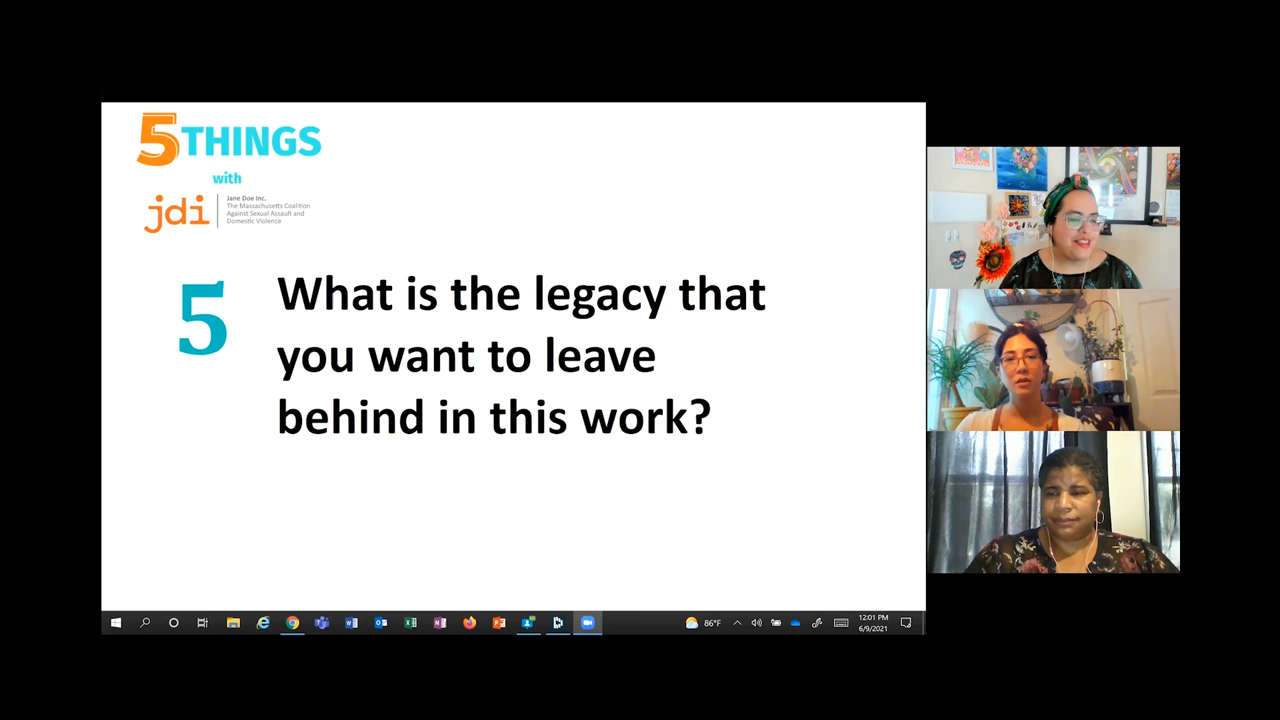 5THINGS
with
jdi
Jane Doe Inc.
The Massachusetts Coalition
Against Sexual Assault and
Domestic Violence
5
What is the legacy that
you want to leave
behind in this work?
86°F
12:01 PM
6/9/2021